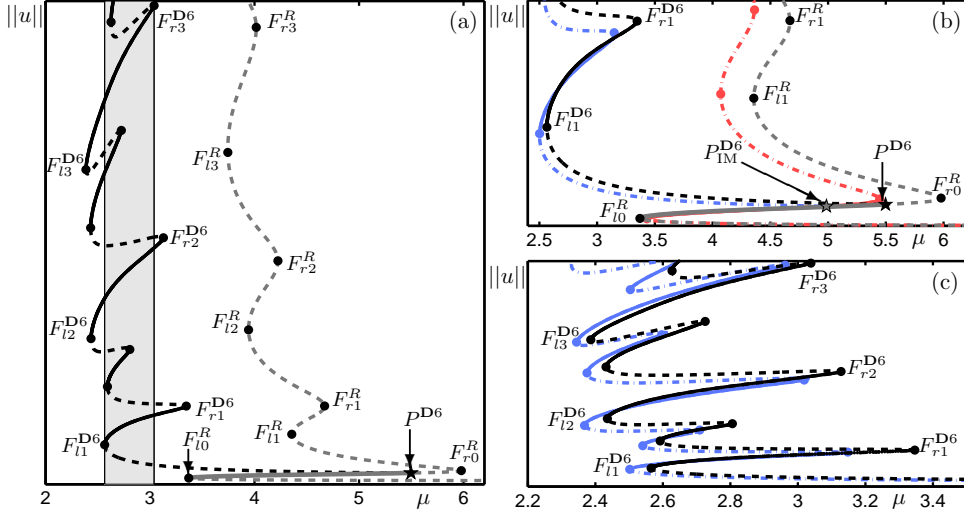 ||u|| (a)
F_{r3}^{D6} F_{r3}^{R}
F_{l3}^{D6} F_{l3}^{R}
F_{r2}^{D6} F_{r2}^{R}
F_{l2}^{D6} F_{l2}^{R}
F_{r1}^{D6} F_{r1}^{R} P^{D6}
F_{l1}^{D6} F_{l0}^{R} F_{l1}^{R} F_{r0}^{R}
2 3 4 5 μ 6
||u|| (b)
F_{r1}^{D6} F_{r1}^{R}
F_{l1}^{D6} F_{l1}^{R}
P_{IM}^{D6} P^{D6}
F_{l0}^{R} F_{r0}^{R}
2.5 3 3.5 4 4.5 5 5.5 μ 6
||u|| (c)
F_{r3}^{D6}
F_{l3}^{D6}
F_{r2}^{D6}
F_{l2}^{D6}
F_{l1}^{D6} F_{r1}^{D6}
2.2 2.4 2.6 2.8 3 3.2 μ 3.4